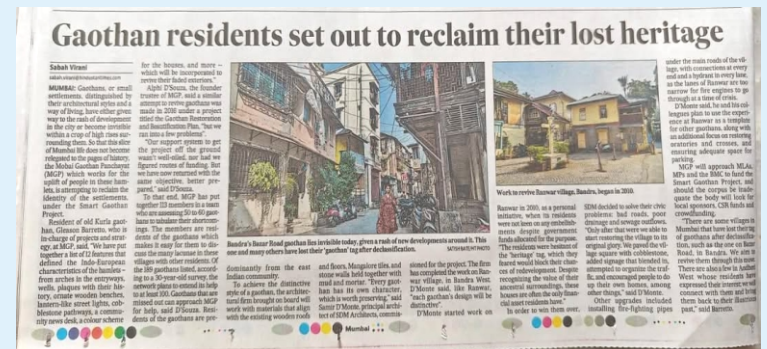 Gaothan residents set out to reclaim their lost heritage
Sabah Virani
sabah.virani@hindustantimes.com
MUMBAI: Gaothans, or small
settlements, distinguished by
their architectural styles and a
way of living, have either given
way to the rash of development
in the city or become invisible
within a crop of high rises sur-
rounding them. So that this slice
of Mumbai life does not become
relegated to the pages of history,
the Mobai Gaothan Panchayat
(MGP) which works for the
uplift of people in these ham-
lets, is attempting to reclaim the
identity of the settlements,
under the Smart Gaothan
Project.
Resident of old Kurla gaot-
han, Gleason Barretto, who is
in-charge of projects and strat-
egy, at MGP, said, "We have put
together a list of 12 features that
defined the Indo-European
characteristics of the hamlets –
from arches in the entryways,
wells, plaques with their his-
tory, ornate wooden benches,
lantern-like street lights, cob-
blestone pathways, a commu-
nity news desk, a colour scheme
for the houses, and more –
which will be incorporated to
revive their faded exteriors."
Alphi D'Souza, the founder
trustee of MGP, said a similar
attempt to revive gaothans was
made in 2016 under a project
titled the Gaothan Restoration
and Beautification Plan, "but we
ran into a few problems".
"Our support system to get
the project off the ground
wasn't well-oiled, nor had we
figured routes of funding. But
we have now returned with the
same objective, better pre-
pared," said D'Souza.
To that end, MGP has put
together 113 members in a team
who are assessing 50 to 60 gaot-
hans to tabulate their shortcom-
ings. The members are resi-
dents of the gaothans which
makes it easy for them to dis-
cuss the many lacunae in these
villages with other residents. Of
the 189 gaothans listed, accord-
ing to a 30-year-old survey, the
network plans to extend its help
to at least 100. Gaothans that are
missed out can approach MGP
for help, said D'Souza. Resi-
dents of the gaothans are pre-
Bandra's Bazar Road gaothan lies invisible today, given a rash of new developments around it. This
one and many others have lost their 'gaothan' tag after declassification.
SATISH BATE/HT PHOTO
dominantly from the east
Indian community.
To achieve the distinctive
style of a gaothan, the architec-
tural firm brought on board will
work with materials that align
with the existing wooden roofs
and floors, Mangalore tiles, and
stone walls held together with
mud and mortar. "Every gaot-
han has its own character,
which is worth preserving," said
Samir D'Monte, principal archi-
tect of SDM Architects, commis-
sioned for the project. The firm
has completed the work on Ran-
war village, in Bandra West.
D'Monte said, like Ranwar,
"each gaothan's design will be
distinctive".
D'Monte started work on
Work to revive Ranwar village, Bandra, began in 2010.
Ranwar in 2010, as a personal
initiative, when its residents
were not keen on any embellish-
ments despite government
funds allocated for the purpose.
"The residents were hesitant of
the 'heritage' tag, which they
feared would block their chan-
ces of redevelopment. Despite
recognising the value of their
ancestral surroundings, these
houses are often the only finan-
cial asset residents have."
In order to win them over,
SDM decided to solve their civic
problems: bad roads, poor
drainage and sewage outflows.
"Only after that were we able to
start restoring the village to its
original glory. We paved the vil-
lage square with cobblestone,
added signage that blended in,
attempted to organise the traf-
fic, and encouraged people to do
up their own homes, among
other things," said D'Monte.
Other upgrades included
installing fire-fighting pipes
under the main roads of the vil-
lage, with connections at every
end and a hydrant in every lane,
as the lanes of Ranwar are too
narrow for fire engines to go
through at a time of crisis.
D'Monte said, he and his col-
leagues plan to use the experi-
ence at Ranwar as a template
for other gaothans, along with
an additional focus on restoring
oratories and crosses, and
ensuring adequate space for
parking.
MGP will approach MLAs,
MPs and the BMC to fund the
Smart Gaothan Project, and
should the corpus be inade-
quate the body will look for
local sponsors, CSR funds and
crowdfunding.
"There are some villages in
Mumbai that have lost their tag
of gaothans after declassifica-
tion, such as the one on Bazar
Road, in Bandra. We aim to
revive them through this too.
There are also a few in Andheri
West whose residents had
expressed their interest we will
connect with them and bring
them back to their illustrious
past," said Barretto.
Mumbai